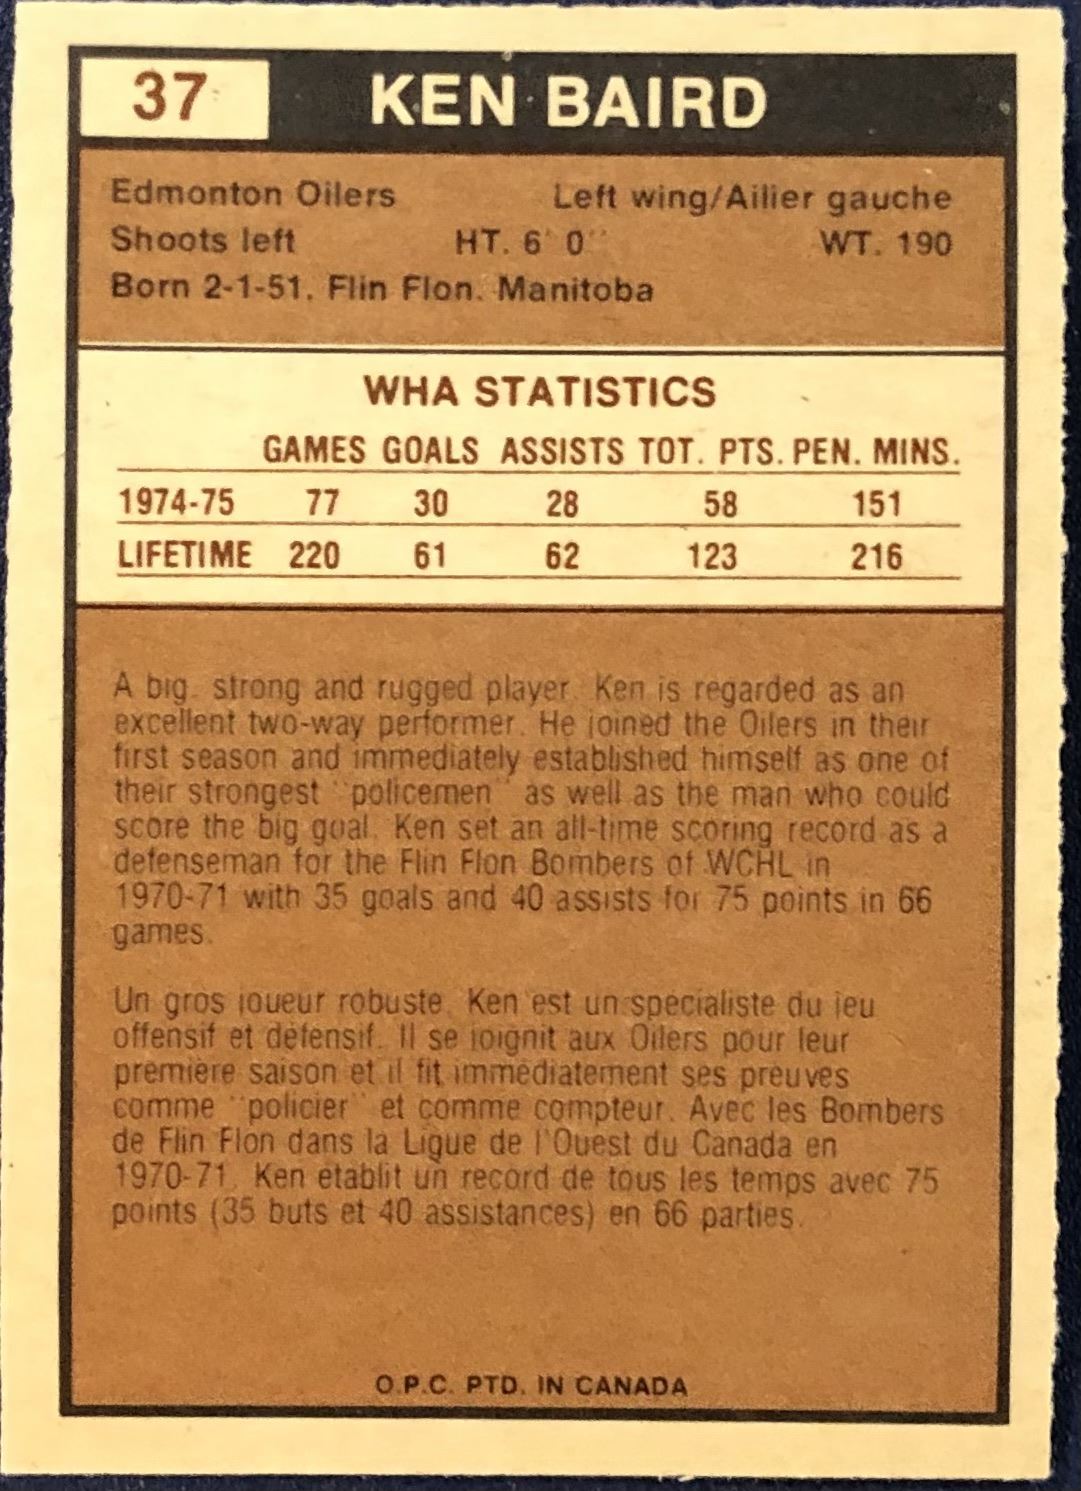 37 KEN BAIRD
Edmonton Oilers Left wing/Ailier gauche
Shoots left HT. 6' 0'' WT. 190
Born 2-1-51. Flin Flon. Manitoba
WHA STATISTICS
GAMES GOALS ASSISTS TOT. PTS. PEN. MINS.
1974-75 77 30 28 58 151
LIFETIME 220 61 62 123 216
A big, strong and rugged player. Ken is regarded as an
excellent two-way performer. He joined the Oilers in their
first season and immediately established himself as one of
their strongest "policemen" as well as the man who could
score the big goal. Ken set an all-time scoring record as a
defenseman for the Flin Flon Bombers of WCHL in
1970-71 with 35 goals and 40 assists for 75 points in 66
games.
Un gros joueur robuste, Ken est un spécialiste du jeu
offensif et défensif. Il se joignit aux Oilers pour leur
première saison et il fit immédiatement ses preuves
comme "policier" et comme compteur. Avec les Bombers
de Flin Flon dans la Ligue de l'Ouest du Canada en
1970-71, Ken établit un record de tous les temps avec 75
points (35 buts et 40 assistances) en 66 parties.
O.P.C. PTD. IN CANADA